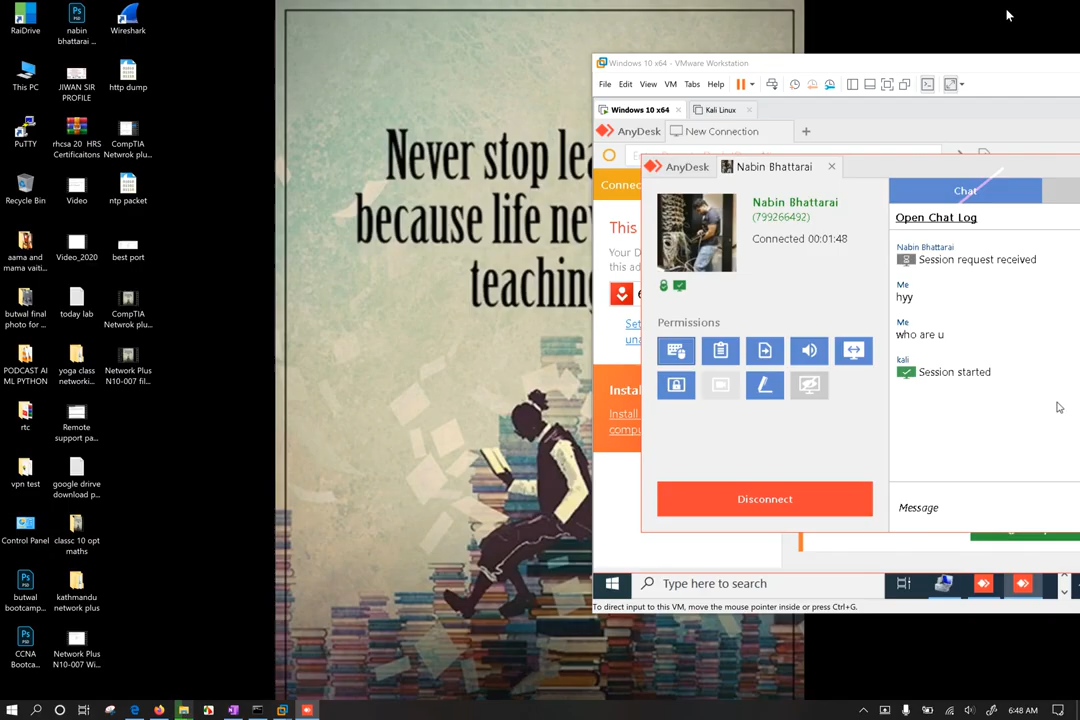 RaiDrive
nabin
bhattarai ...
Wireshark
This PC
JIWAN SIR
PROFILE
http dump
PuTTY
rhcsa 20 HRS
Certificaitons
CompTIA
Netwrok plu...
Recycle Bin
Video
ntp packet
aama and
mama vaiti...
Video_2020
best port
butwal final
photo for ...
today lab
CompTIA
Netwrok plu...
PODCAST AI
ML PYTHON
yoga class
networki...
Network Plus
N10-007 fil...
rtc
Remote
support pa...
vpn test
google drirve
download p...
Control Panel
classc 10 opt
maths
butwal
bootcamp...
kathmandu
network plus
CCNA
Bootca...
Network Plus
N10-007 Wi...
Never stop lea
because life ne
teaching
Windows 10 x64 - VMware Workstation
File Edit View VM Tabs Help
Windows 10 x64
Kali Linux
AnyDesk
New Connection
Connec
This
Your D
this ad
6
Set
una
Instal
Install
compu
AnyDesk
Nabin Bhattarai
Nabin Bhattarai
(799266492)
Connected 00:01:48
Permissions
Disconnect
Chat
Open Chat Log
Nabin Bhattarai
Session request received
Me
hyy
Me
who are u
kali
Session started
Message
Type here to search
To direct input to this VM, move the mouse pointer inside or press Ctrl+G.
6:48 AM